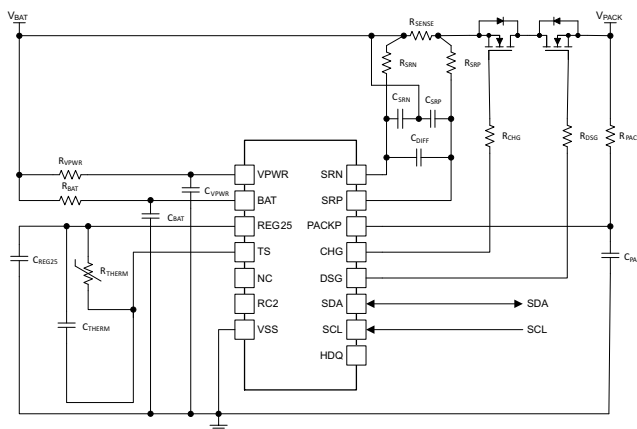 VBAT
RSENSE
VPACK
RSRN
RSRP
CSRN
CSRP
CDIFF
RCHG
RDSG
RPAC
RVPWR
RBAT
CVPWR
CBAT
CREG25
RTHERM
CTHERM
CPA
VPWR
BAT
REG25
TS
NC
RC2
VSS
SRN
SRP
PACKP
CHG
DSG
SDA
SCL
HDQ
SDA
SCL